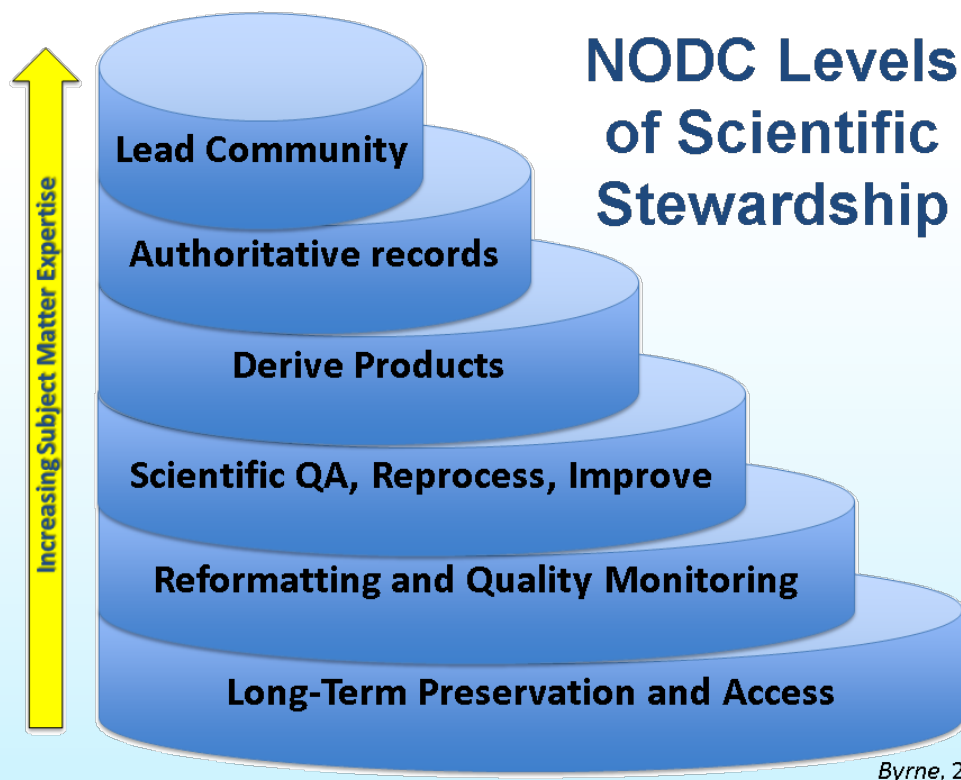 NODC Levels
of Scientific
Stewardship
Lead Community
Authoritative records
Derive Products
Scientific QA, Reprocess, Improve
Reformatting and Quality Monitoring
Long-Term Preservation and Access
Increasing Subject Matter Expertise
Byrne, 2